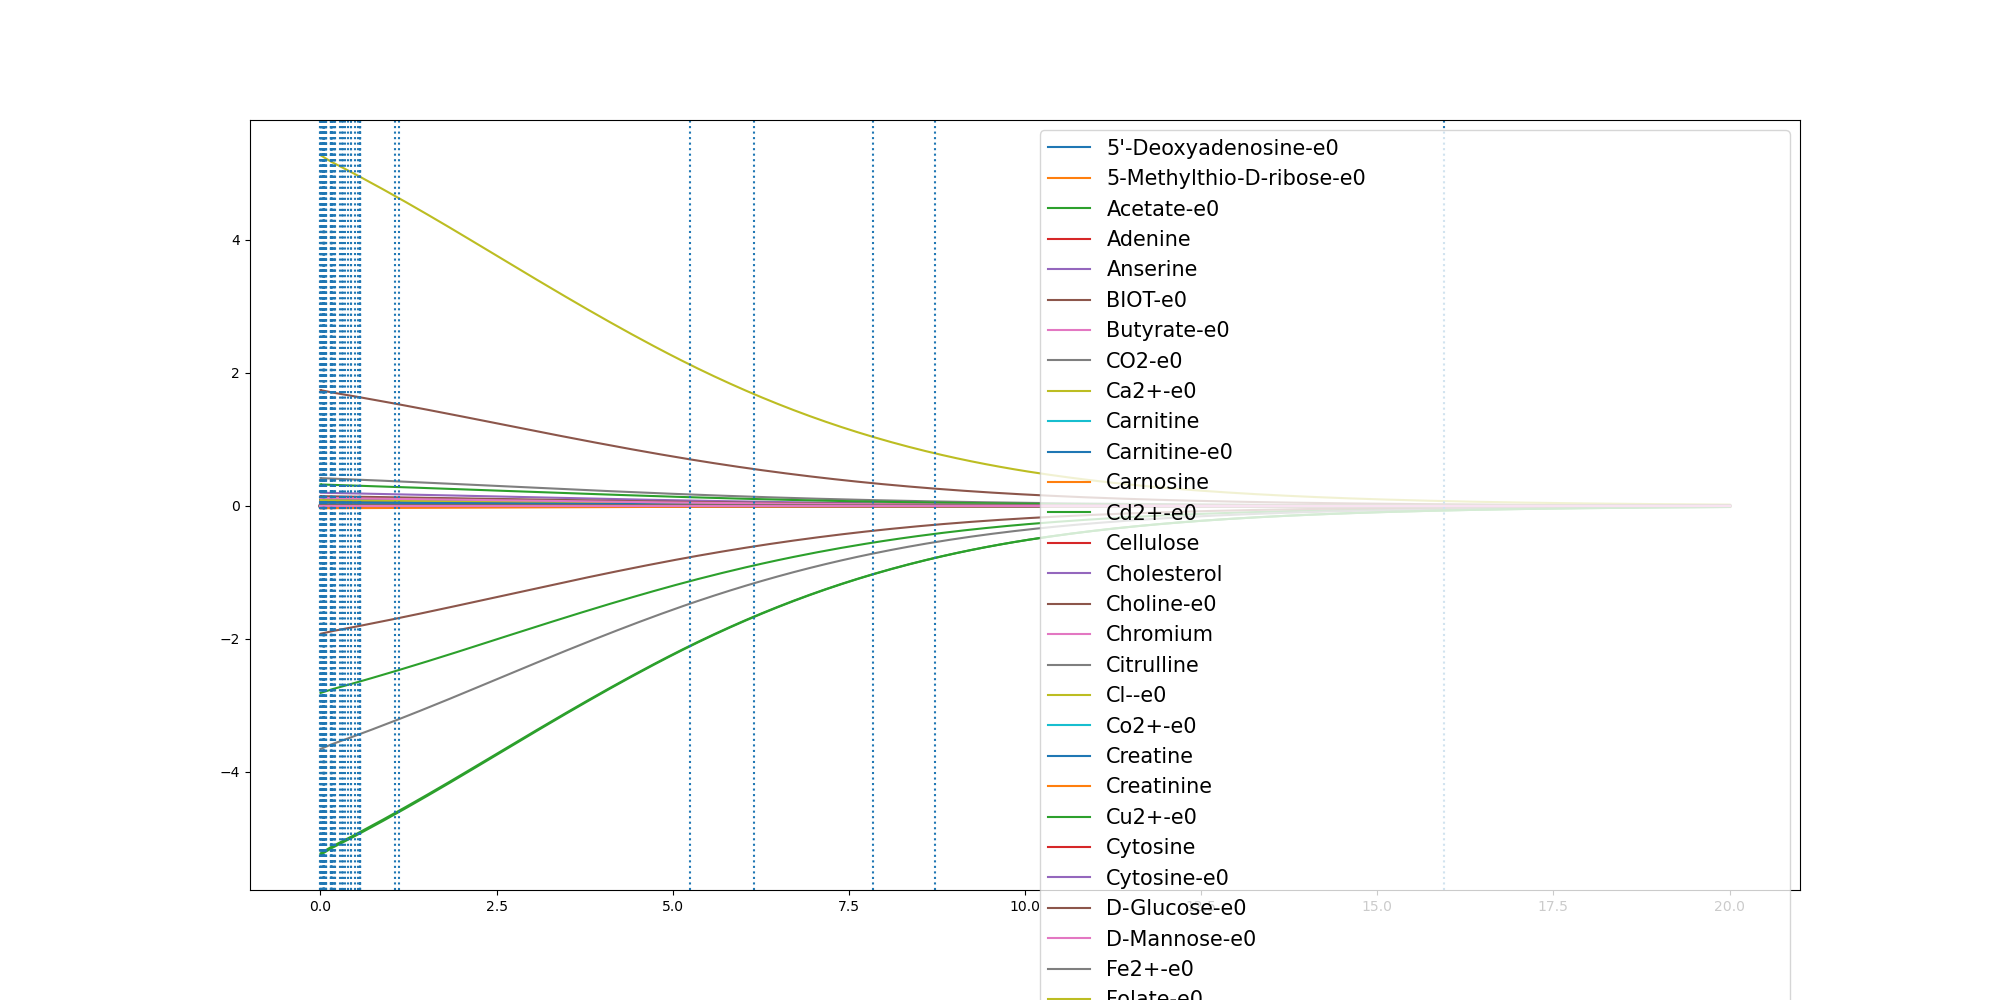 4
2
0
−2
−4
0.0
2.5
5.0
7.5
10.0
15.0
17.5
20.0
5'-Deoxyadenosine-e0
5-Methylthio-D-ribose-e0
Acetate-e0
Adenine
Anserine
BIOT-e0
Butyrate-e0
CO2-e0
Ca2+-e0
Carnitine
Carnitine-e0
Carnosine
Cd2+-e0
Cellulose
Cholesterol
Choline-e0
Chromium
Citrulline
Cl--e0
Co2+-e0
Creatine
Creatinine
Cu2+-e0
Cytosine
Cytosine-e0
D-Glucose-e0
D-Mannose-e0
Fe2+-e0
Folate-e0